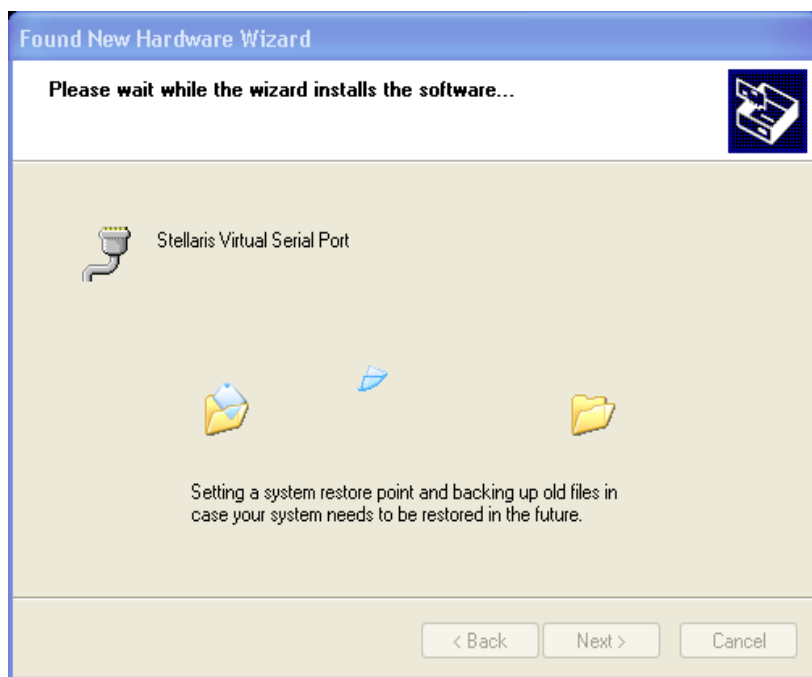 Found New Hardware Wizard
Please wait while the wizard installs the software...
Stellaris Virtual Serial Port
Setting a system restore point and backing up old files in
case your system needs to be restored in the future.
< Back Next > Cancel